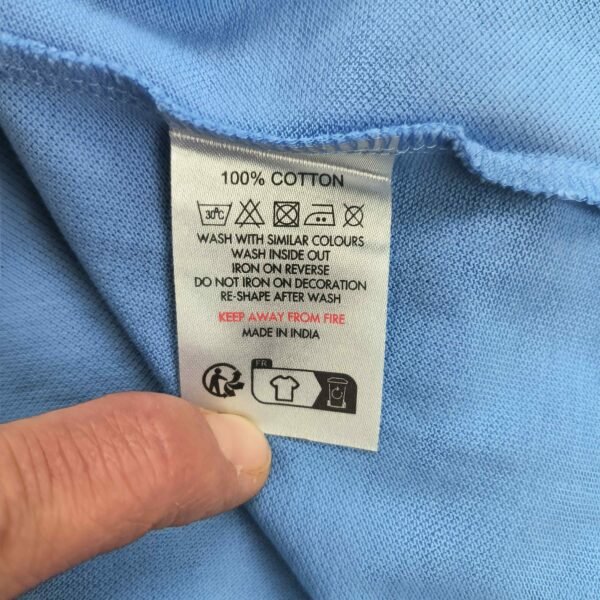 100% COTTON
30°C
WASH WITH SIMILAR COLOURS
WASH INSIDE OUT
IRON ON REVERSE
DO NOT IRON ON DECORATION
RE-SHAPE AFTER WASH
KEEP AWAY FROM FIRE
MADE IN INDIA
FR